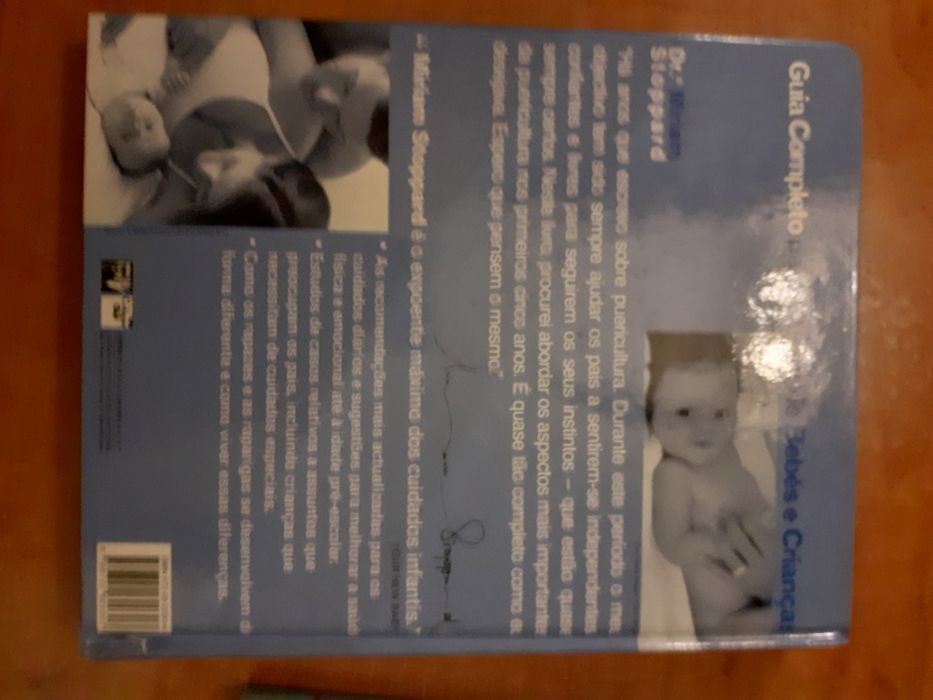 Guia Completo de Bebés e Crianças
Dr.ª Miriam
Stoppard
"Há anos que escrevo sobre puericultura. Durante este período o meu
objectivo tem sido sempre ajudar os pais a sentirem-se independentes,
confiantes e livres para seguirem os seus instintos – que estão quase
sempre certos. Neste livro, procurei abordar os aspectos mais importantes
da puericultura nos primeiros cinco anos. É quase tão completo como eu
desejava. Espero que pensem o mesmo."
"Miriam Stoppard é o expoente máximo dos cuidados infantis."
YOUR NEW BABY
• As recomendações mais actualizadas para os
cuidados diários e sugestões para melhorar a saúde
física e emocional até à idade pré-escolar.
• Estudos de casos relativos a assuntos que
preocupam os pais, incluindo crianças que
necessitam de cuidados especiais.
• Como os rapazes e as raparigas se desenvolvem de
forma diferente e como viver essas diferenças.